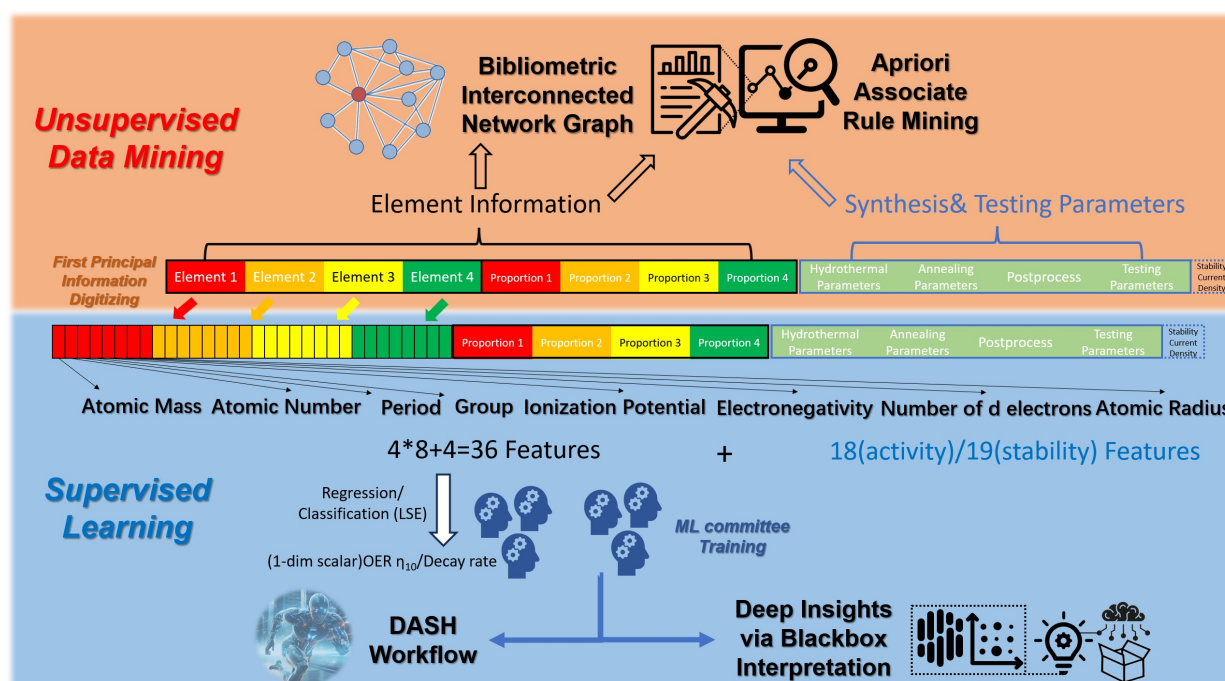 Unsupervised
Data Mining
Bibliometric
Interconnected
Network Graph
Apriori
Associate
Rule Mining
Element Information
Synthesis& Testing Parameters
First Principal
Information
Digitizing
Element 1 Element 2 Element 3 Element 4 Proportion 1 Proportion 2 Proportion 3 Proportion 4
Hydrothermal
Parameters
Annealing
Parameters
Postprocess
Testing
Parameters
Stability
Current
Density
Proportion 1 Proportion 2 Proportion 3 Proportion 4
Hydrothermal
Parameters
Annealing
Parameters
Postprocess
Testing
Parameters
Stability
Current
Density
Atomic Mass Atomic Number Period Group Ionization Potential Electronegativity Number of d electrons Atomic Radius
4*8+4=36 Features + 18(activity)/19(stability) Features
Supervised
Learning
Regression/
Classification (LSE)
(1-dim scalar)OER η₁₀/Decay rate
ML committee
Training
DASH
Workflow
Deep Insights
via Blackbox
Interpretation